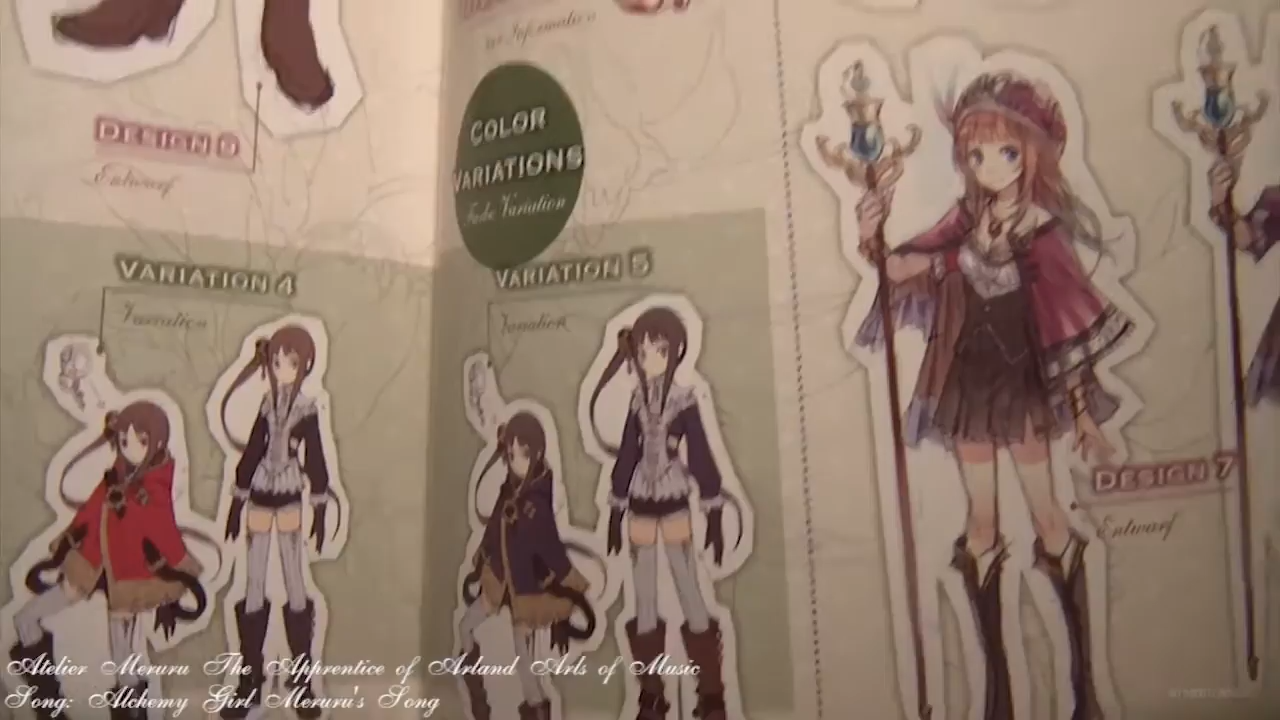 DESIGN 6
Entwurf
VARIATION 4
Variation
COLOR
VARIATIONS
Fade Variation
VARIATION 5
Variation
DESIGN 7
Entwurf
Atelier Meruru The Apprentice of Arland Arts of Music
Song: Alchemy Girl Meruru's Song